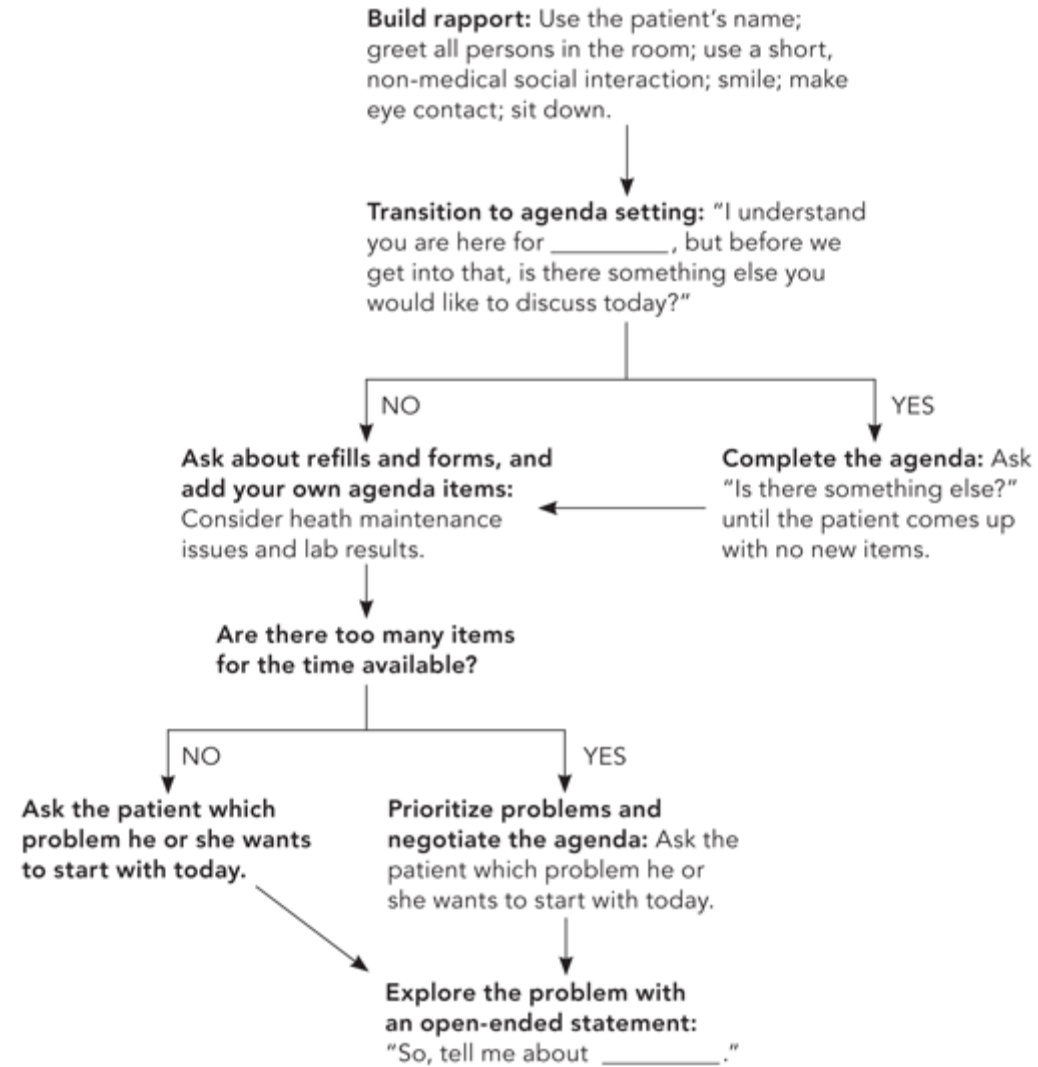 Build rapport: Use the patient’s name;
greet all persons in the room; use a short,
non-medical social interaction; smile; make
eye contact; sit down.
Transition to agenda setting: “I understand
you are here for _________, but before we
get into that, is there something else you
would like to discuss today?”
NO
YES
Ask about refills and forms, and
add your own agenda items:
Consider heath maintenance
issues and lab results.
Complete the agenda: Ask
“Is there something else?”
until the patient comes up
with no new items.
Are there too many items
for the time available?
NO
YES
Ask the patient which
problem he or she wants
to start with today.
Prioritize problems and
negotiate the agenda: Ask the
patient which problem he or
she wants to start with today.
Explore the problem with
an open-ended statement:
“So, tell me about _________.”